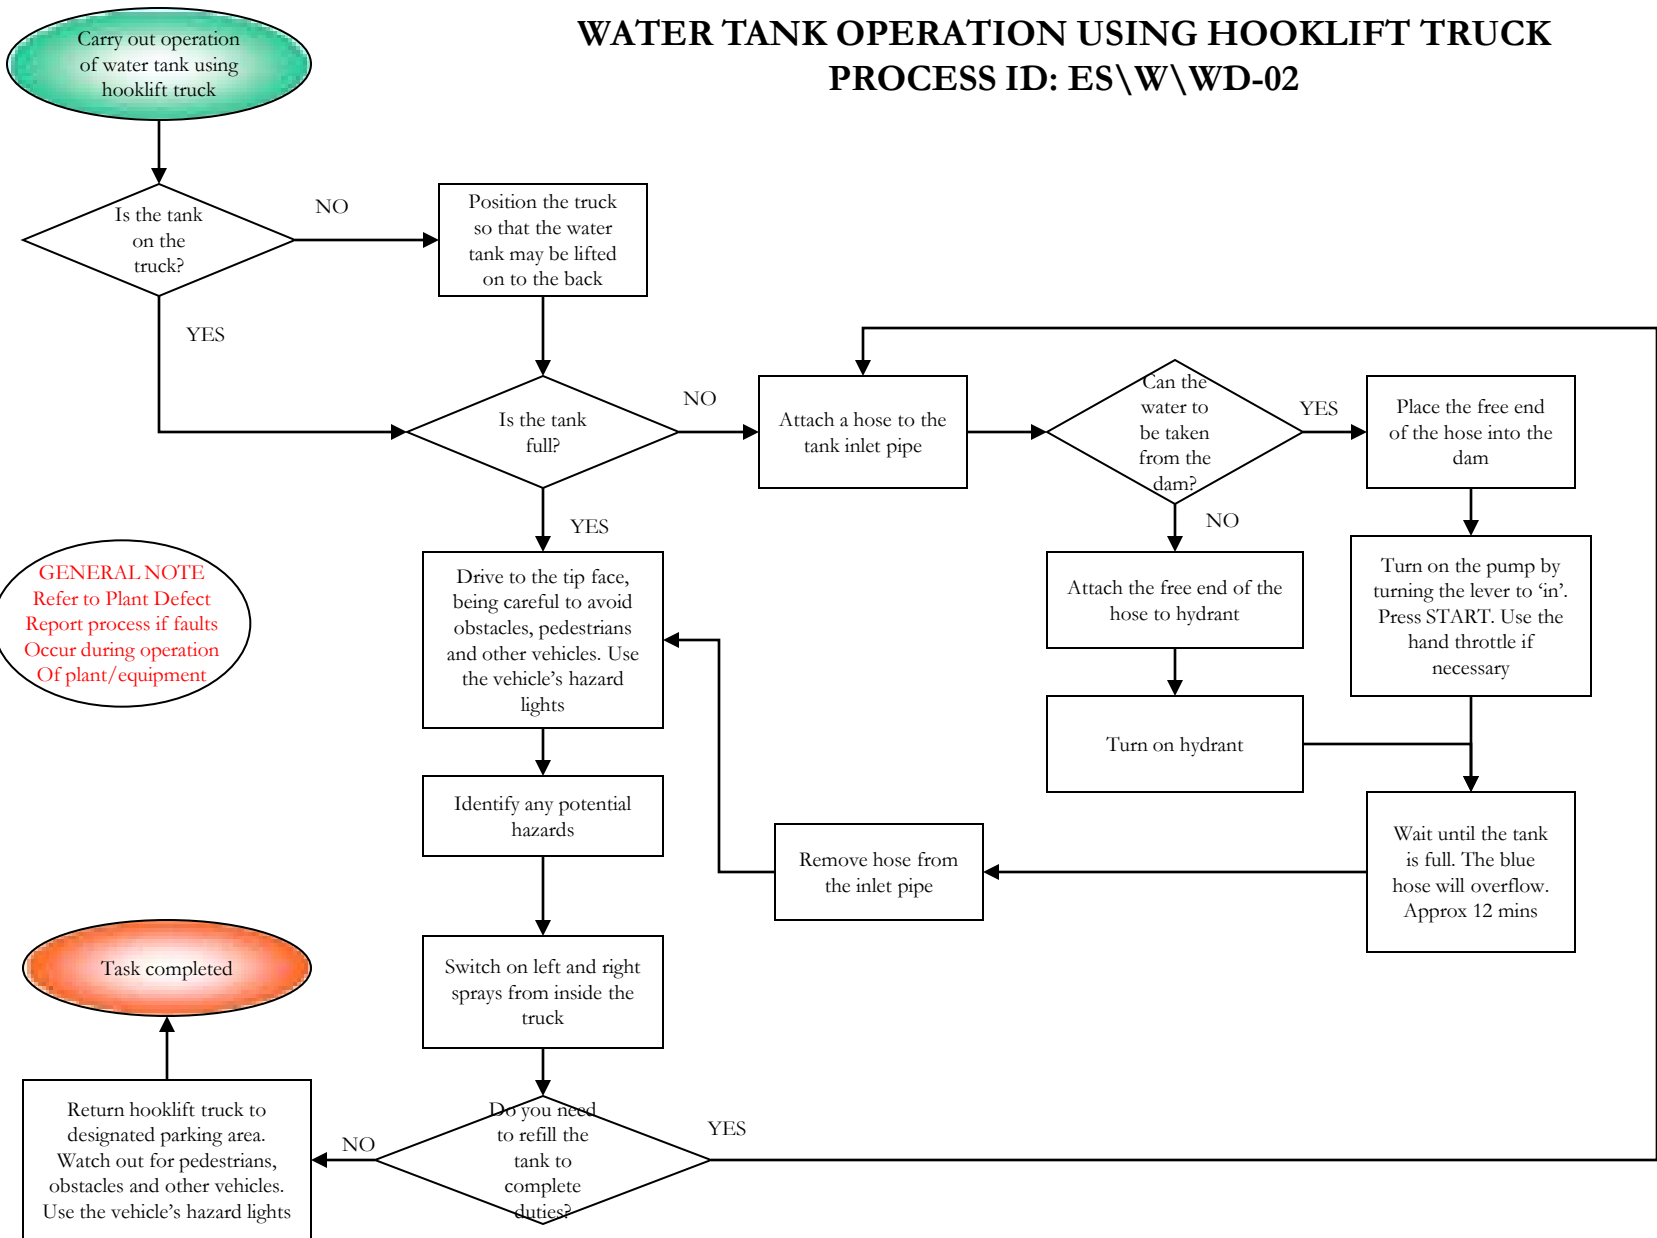 WATER TANK OPERATION USING HOOKLIFT TRUCK
PROCESS ID: ES\W\WD-02
Carry out operation
of water tank using
hooklift truck
Is the tank
on the
truck?
NO
Position the truck
so that the water
tank may be lifted
on to the back
YES
Is the tank
full?
NO
Attach a hose to the
tank inlet pipe
Can the
water to
be taken
from the
dam?
YES
Place the free end
of the hose into the
dam
YES
NO
GENERAL NOTE
Refer to Plant Defect
Report process if faults
Occur during operation
Of plant/equipment
Drive to the tip face,
being careful to avoid
obstacles, pedestrians
and other vehicles. Use
the vehicle’s hazard
lights
Attach the free end of the
hose to hydrant
Turn on the pump by
turning the lever to ‘in’.
Press START. Use the
hand throttle if
necessary
Turn on hydrant
Identify any potential
hazards
Remove hose from
the inlet pipe
Wait until the tank
is full. The blue
hose will overflow.
Approx 12 mins
Task completed
Switch on left and right
sprays from inside the
truck
Return hooklift truck to
designated parking area.
Watch out for pedestrians,
obstacles and other vehicles.
Use the vehicle’s hazard lights
NO
Do you need
to refill the
tank to
complete
duties?
YES